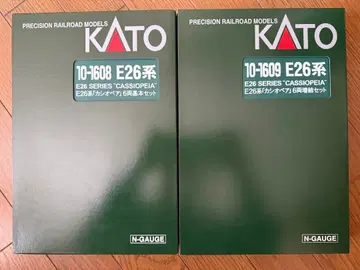 PRECISION RAILROAD MODELS
KATO
10-1608 E26系
E26 SERIES "CASSIOPEIA"
E26系「カシオペア」6両基本セット
N-GAUGE
PRECISION RAILROAD MODELS
KATO
10-1609 E26系
E26 SERIES "CASSIOPEIA"
E26系「カシオペア」6両増結セット
N-GAUGE